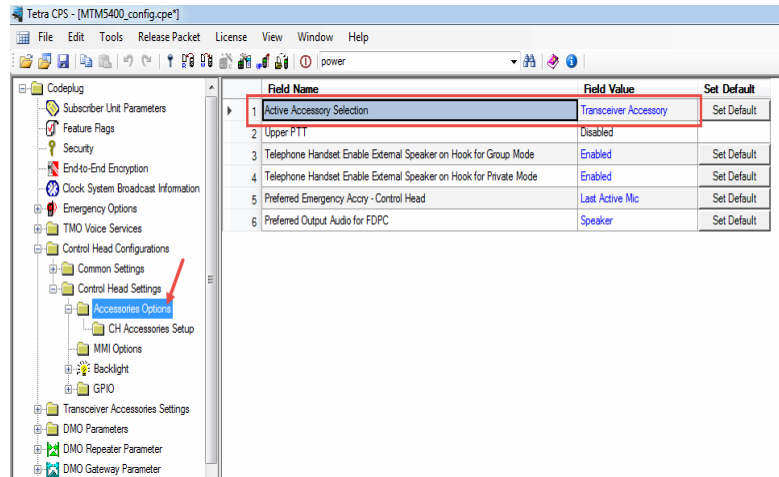 Tetra CPS - [MTM5400_config.cpe*]
File Edit Tools Release Packet License View Window Help
power
Codeplug
Subscriber Unit Parameters
Feature Flags
Security
End-to-End Encryption
Clock System Broadcast Information
Emergency Options
TMO Voice Services
Control Head Configurations
Common Settings
Control Head Settings
Accessories Options
CH Accessories Setup
MMI Options
Backlight
GPIO
Transceiver Accessories Settings
DMO Parameters
DMO Repeater Parameter
DMO Gateway Parameter
Field Name Field Value Set Default
1 Active Accessory Selection Transceiver Accessory Set Default
2 Upper PTT Disabled
3 Telephone Handset Enable External Speaker on Hook for Group Mode Enabled Set Default
4 Telephone Handset Enable External Speaker on Hook for Private Mode Enabled Set Default
5 Preferred Emergency Accry - Control Head Last Active Mic Set Default
6 Preferred Output Audio for FDPC Speaker Set Default